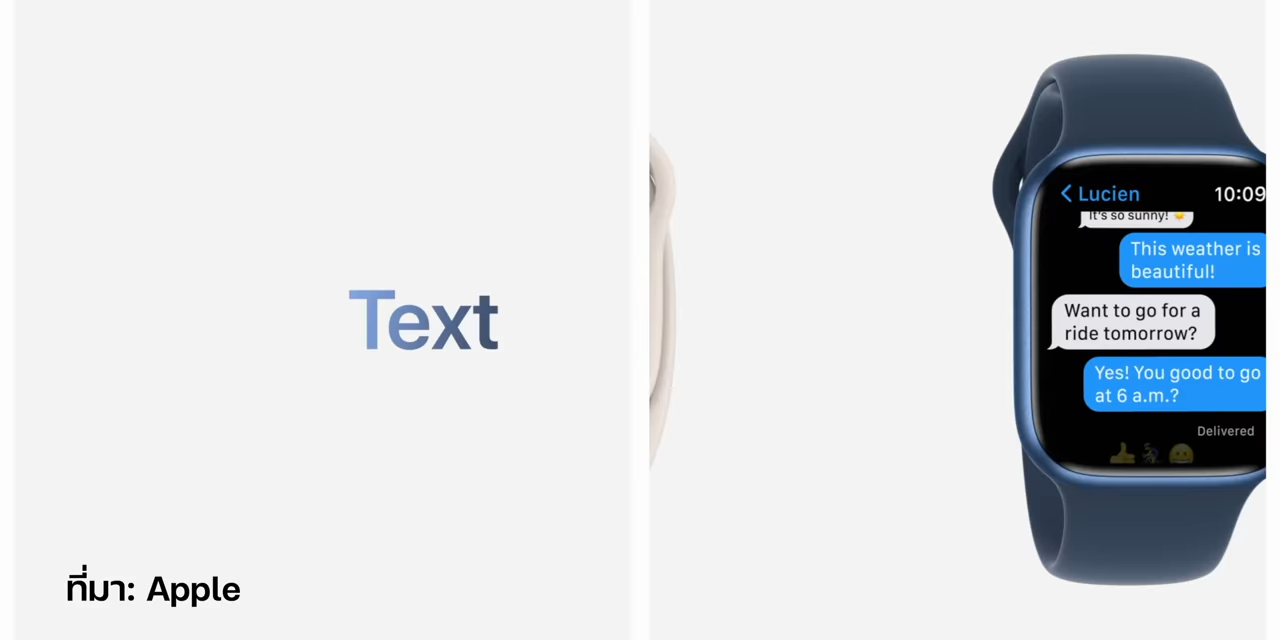 Text
ที่มา: Apple
Lucien
10:09
It's so sunny! ☀️
This weather is
beautiful!
Want to go for a
ride tomorrow?
Yes! You good to go
at 6 a.m.?
Delivered